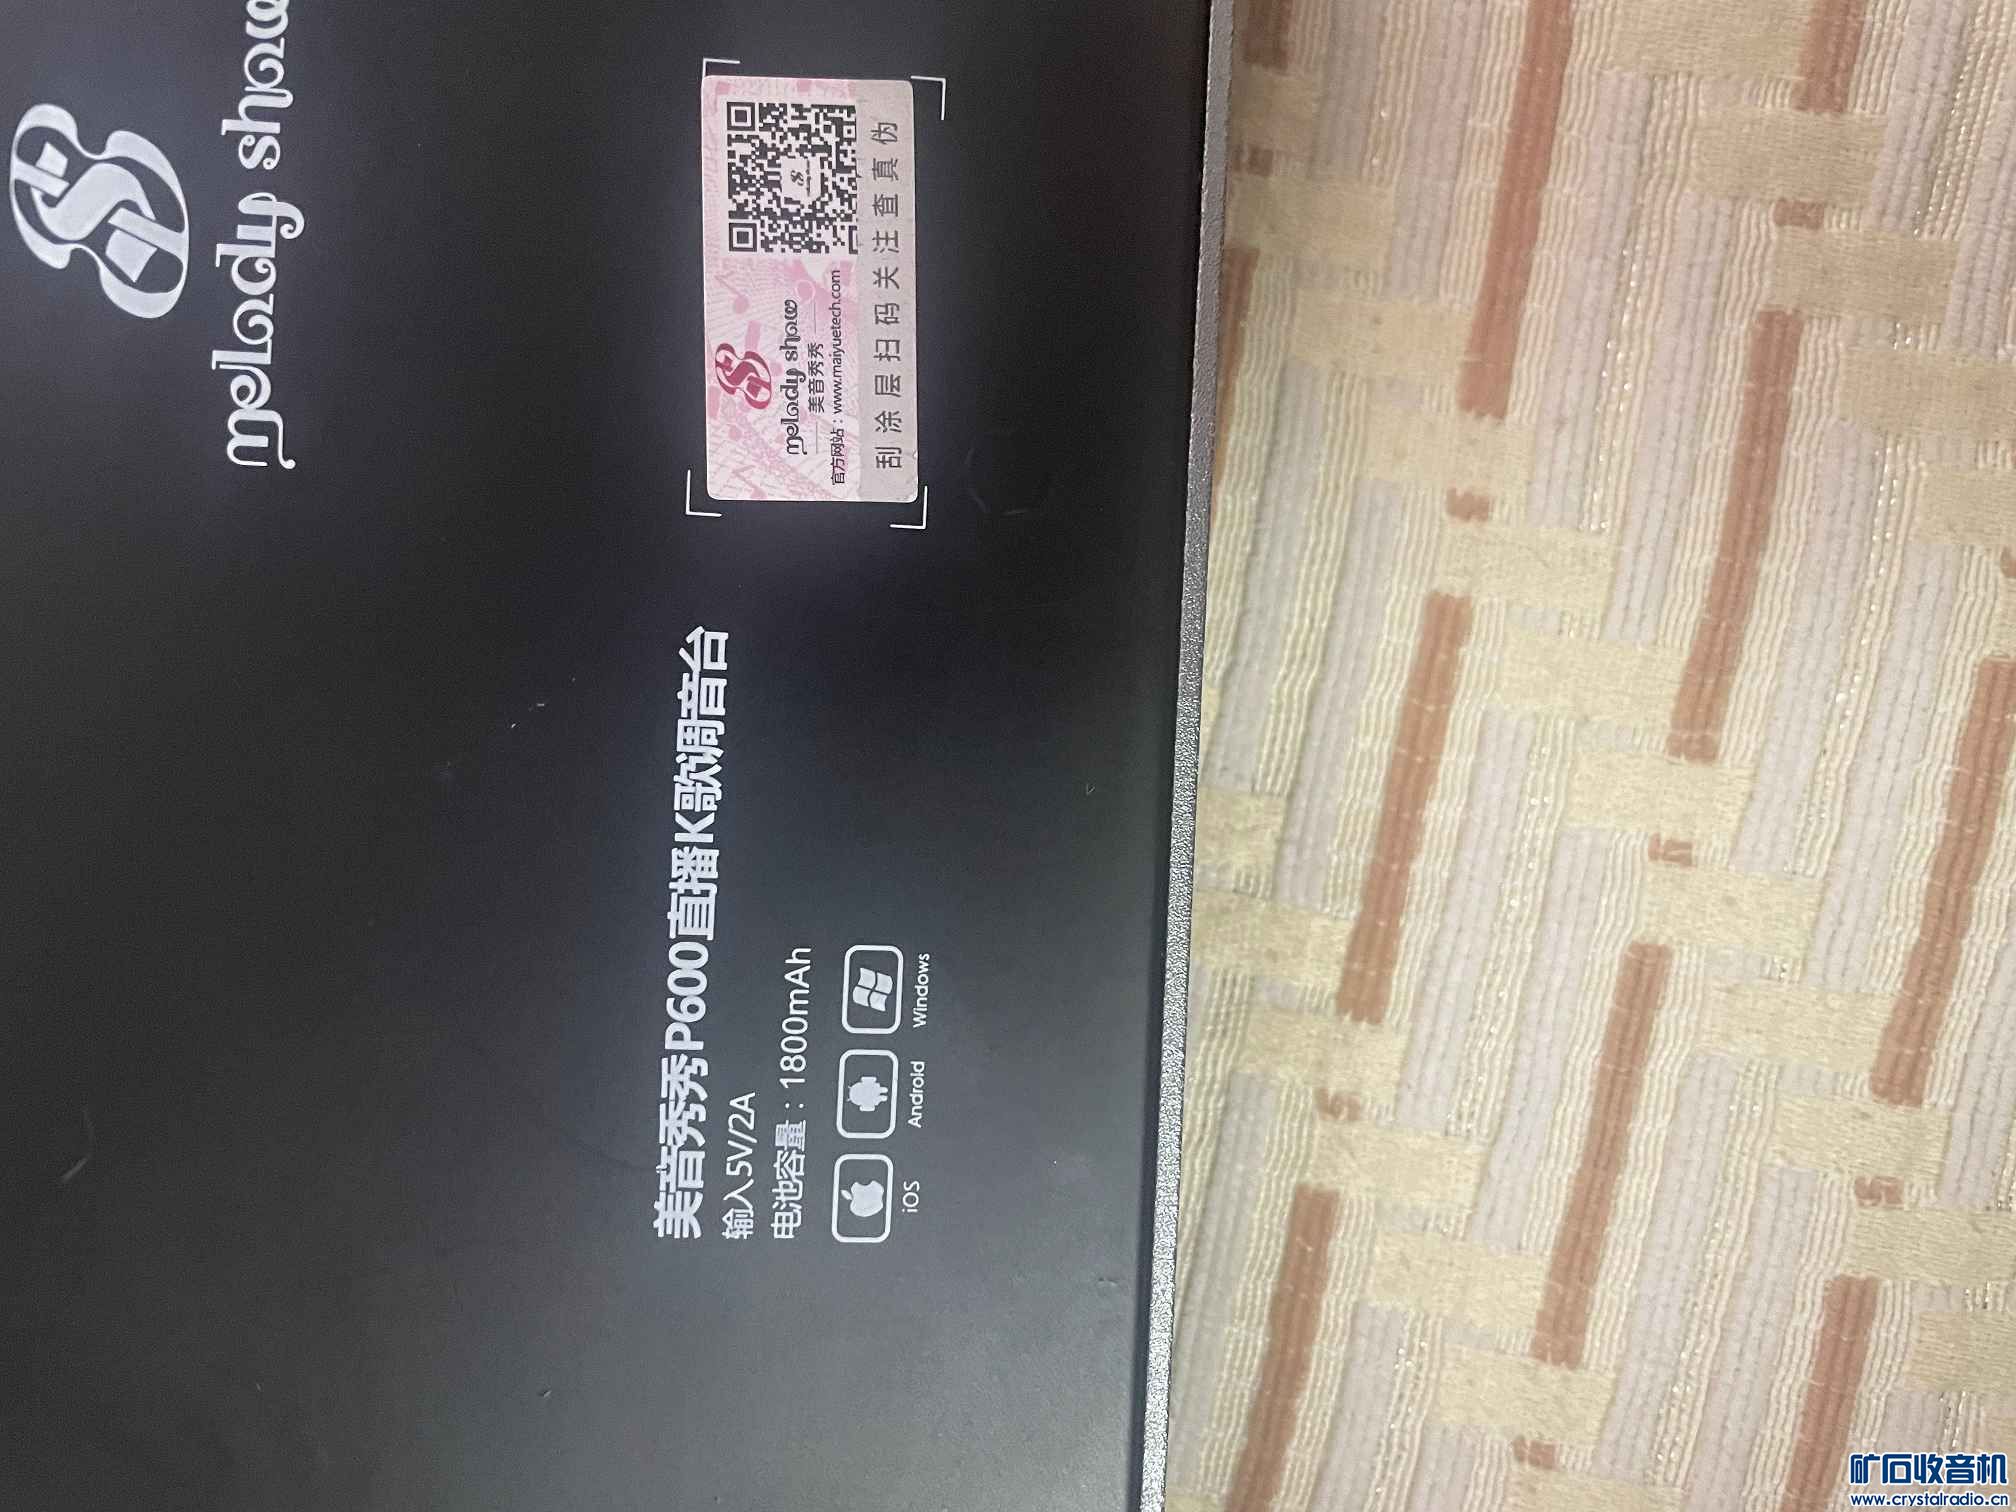 melody show
melody show
美音秀秀
官方网站：www.maiyuetech.com
刮涂层扫码关注查真伪
美音秀秀P600直播K歌调音台
输入5V/2A
电池容量：1800mAh
iOS
Android
Windows
矿石收音机
www.crystalradio.cn